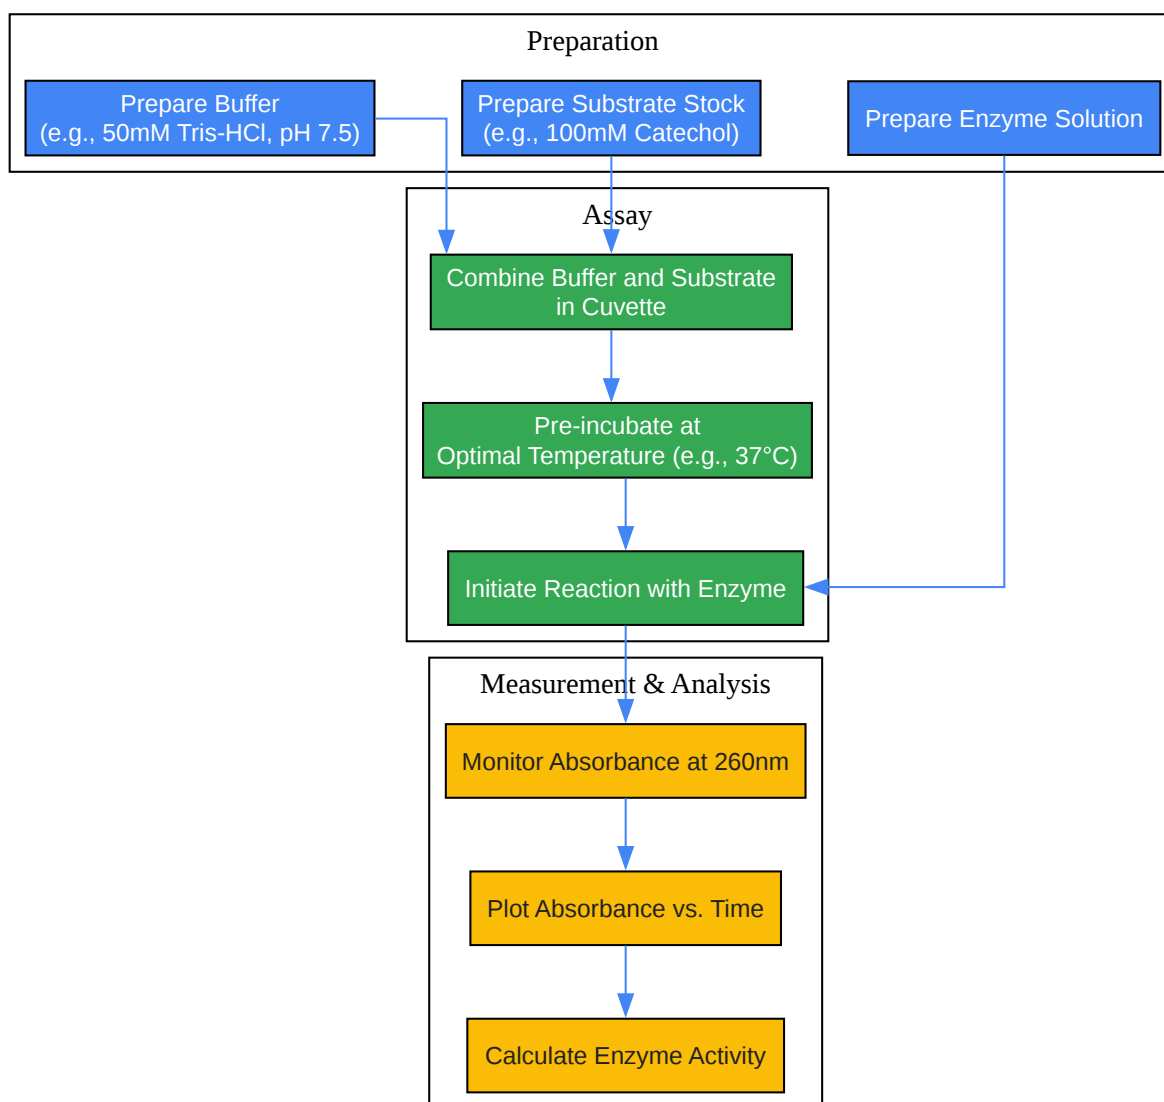 Preparation
Prepare Buffer
(e.g., 50mM Tris-HCl, pH 7.5)
Prepare Substrate Stock
(e.g., 100mM Catechol)
Prepare Enzyme Solution
Assay
Combine Buffer and Substrate
in Cuvette
Pre-incubate at
Optimal Temperature (e.g., 37°C)
Initiate Reaction with Enzyme
Measurement & Analysis
Monitor Absorbance at 260nm
Plot Absorbance vs. Time
Calculate Enzyme Activity